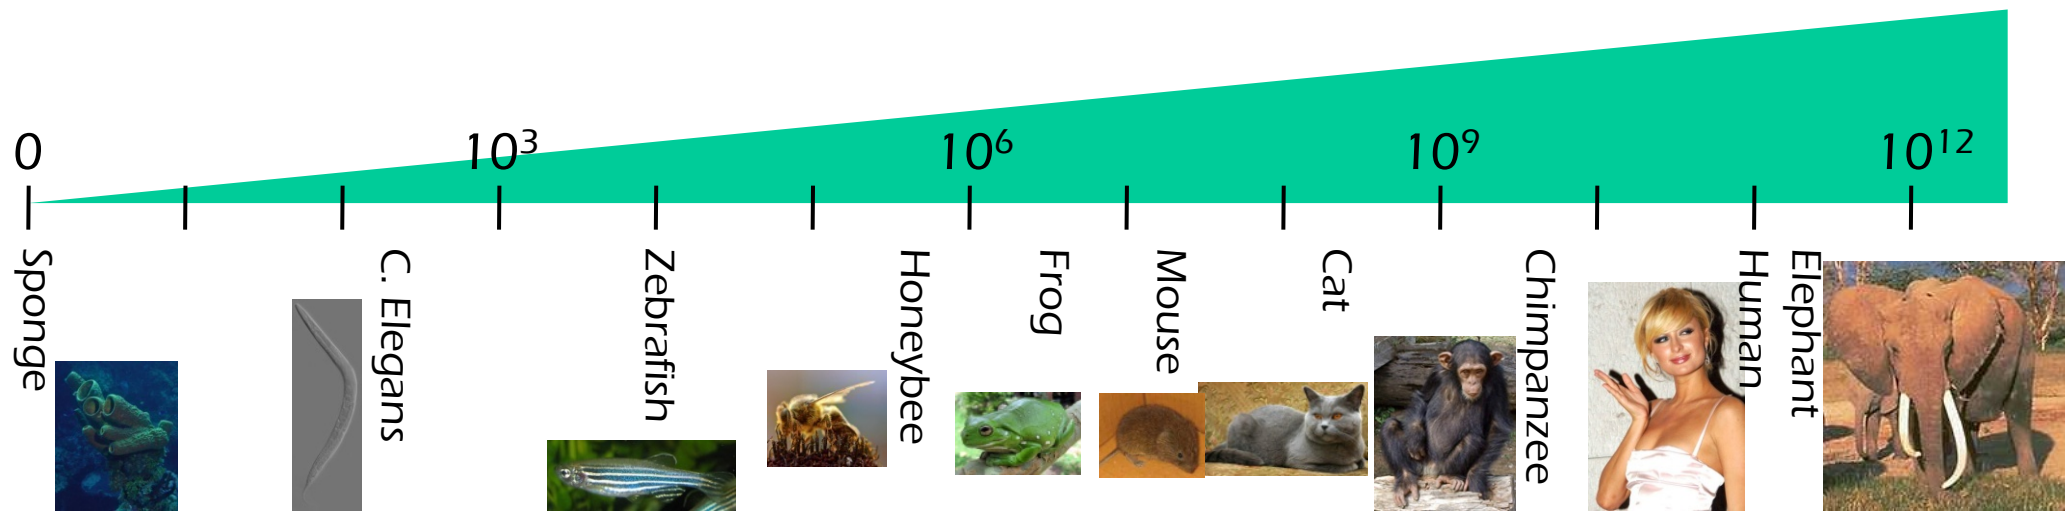 0
10³
10⁶
10⁹
10¹²
Sponge
C. Elegans
Zebrafish
Honeybee
Frog
Mouse
Cat
Chimpanzee
Human
Elephant